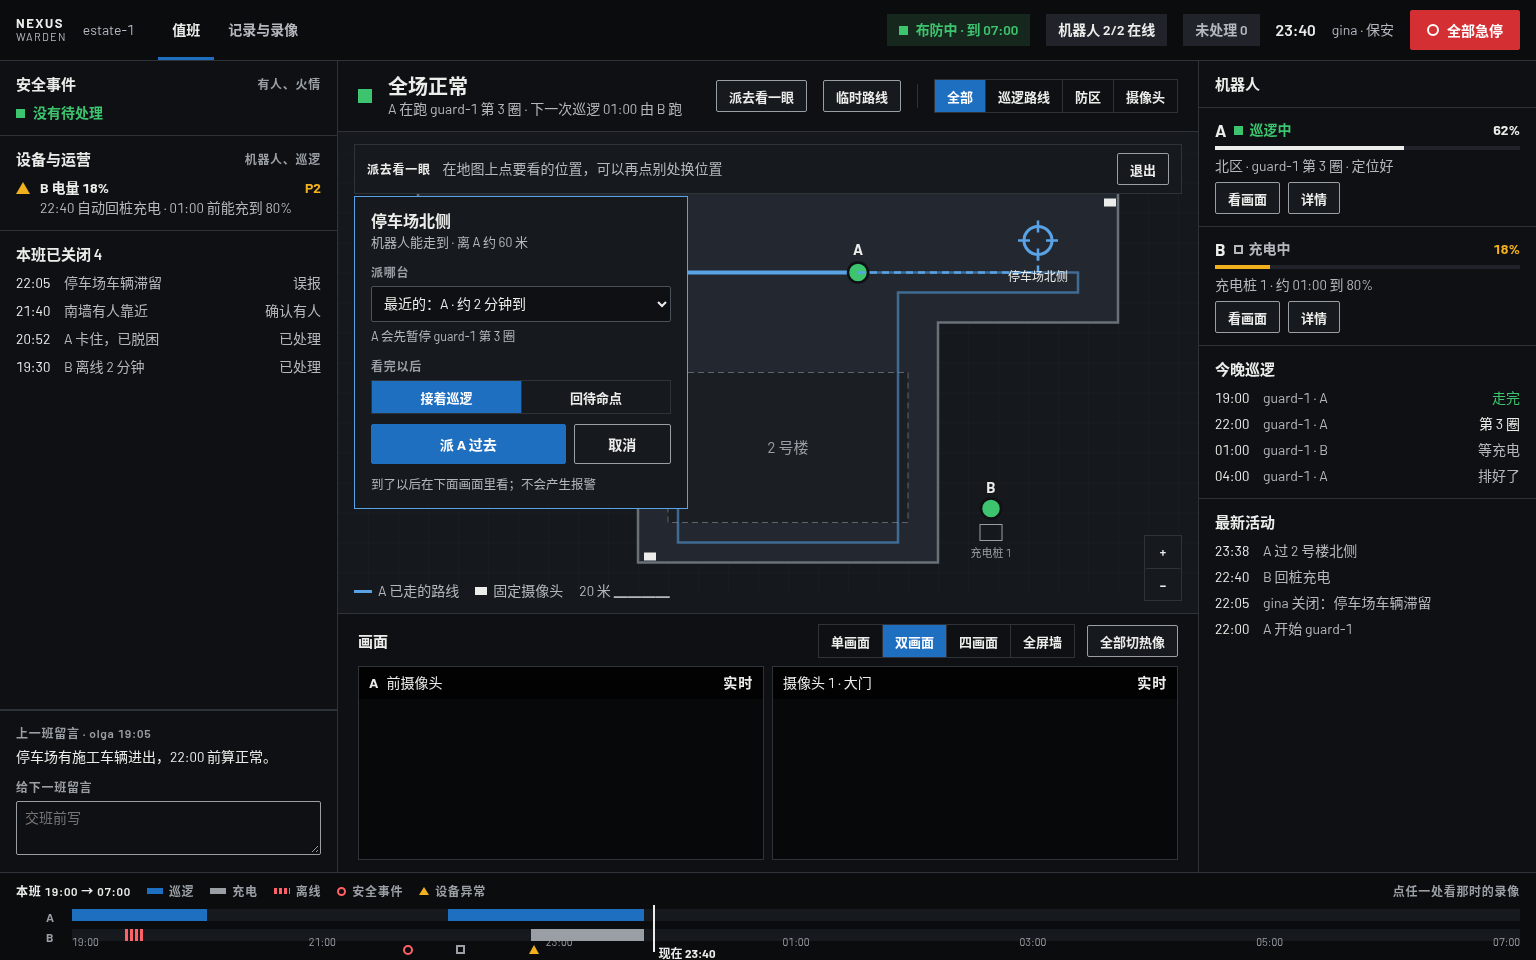 NEXUS
WARDEN
estate-1
值班
记录与录像
布防中 · 到 07:00
机器人 2/2 在线
未处理 0
23:40
gina · 保安
全部急停
安全事件
有人、火情
没有待处理
设备与运营
机器人、巡逻
B 电量 18%
P2
22:40 自动回桩充电 · 01:00 前能充到 80%
本班已关闭 4
22:05 停车场车辆滞留 误报
21:40 南墙有人靠近 确认有人
20:52 A 卡住，已脱困 已处理
19:30 B 离线 2 分钟 已处理
上一班留言 · olga 19:05
停车场有施工车辆进出，22:00 前算正常。
给下一班留言
交班前写
全场正常
A 在跑 guard-1 第 3 圈 · 下一次巡逻 01:00 由 B 跑
派去看一眼
临时路线
全部
巡逻路线
防区
摄像头
派去看一眼
在地图上点要看的位置，可以再点别处换位置
退出
停车场北侧
机器人能走到 · 离 A 约 60 米
派哪台
最近的：A · 约 2 分钟到
A 会先暂停 guard-1 第 3 圈
看完以后
接着巡逻
回待命点
派 A 过去
取消
到了以后在下面画面里看；不会产生报警
A
停车场北侧
2 号楼
B
充电桩 1
+
−
A 已走的路线
固定摄像头
20 米
画面
单画面
双画面
四画面
全屏墙
全部切热像
A 前摄像头
实时
摄像头 1 · 大门
实时
机器人
A 巡逻中
62%
北区 · guard-1 第 3 圈 · 定位好
看画面
详情
B 充电中
18%
充电桩 1 · 约 01:00 到 80%
看画面
详情
今晚巡逻
19:00 guard-1 · A 走完
22:00 guard-1 · A 第 3 圈
01:00 guard-1 · B 等充电
04:00 guard-1 · A 排好了
最新活动
23:38 A 过 2 号楼北侧
22:40 B 回桩充电
22:05 gina 关闭：停车场车辆滞留
22:00 A 开始 guard-1
本班 19:00 → 07:00
巡逻
充电
离线
安全事件
设备异常
点任一处看那时的录像
A
B
19:00
21:00
23:00
01:00
03:00
05:00
07:00
现在 23:40